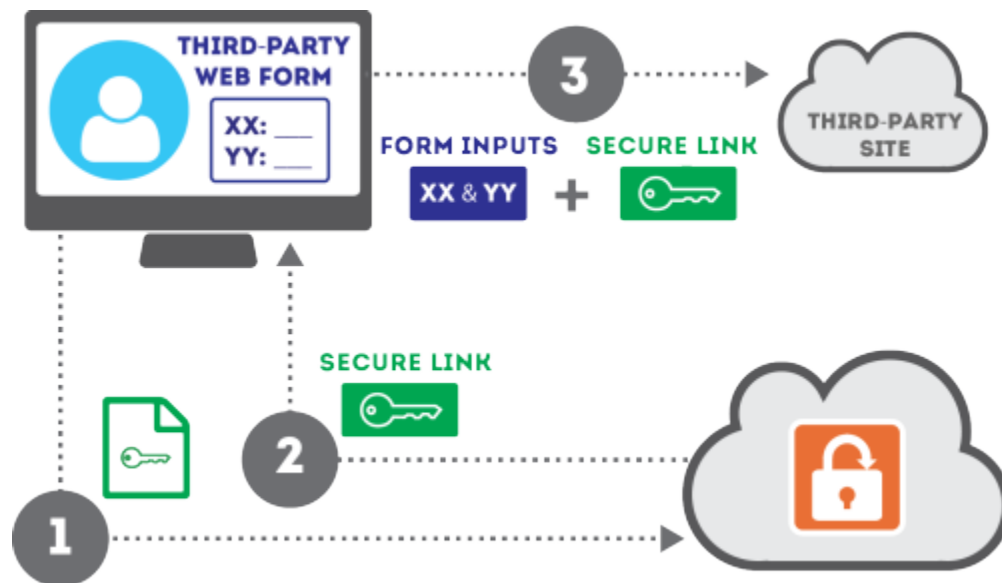 THIRD-PARTY
WEB FORM
XX: ___
YY: ___
3
THIRD-PARTY
SITE
FORM INPUTS
SECURE LINK
XX & YY
+
SECURE LINK
2
1